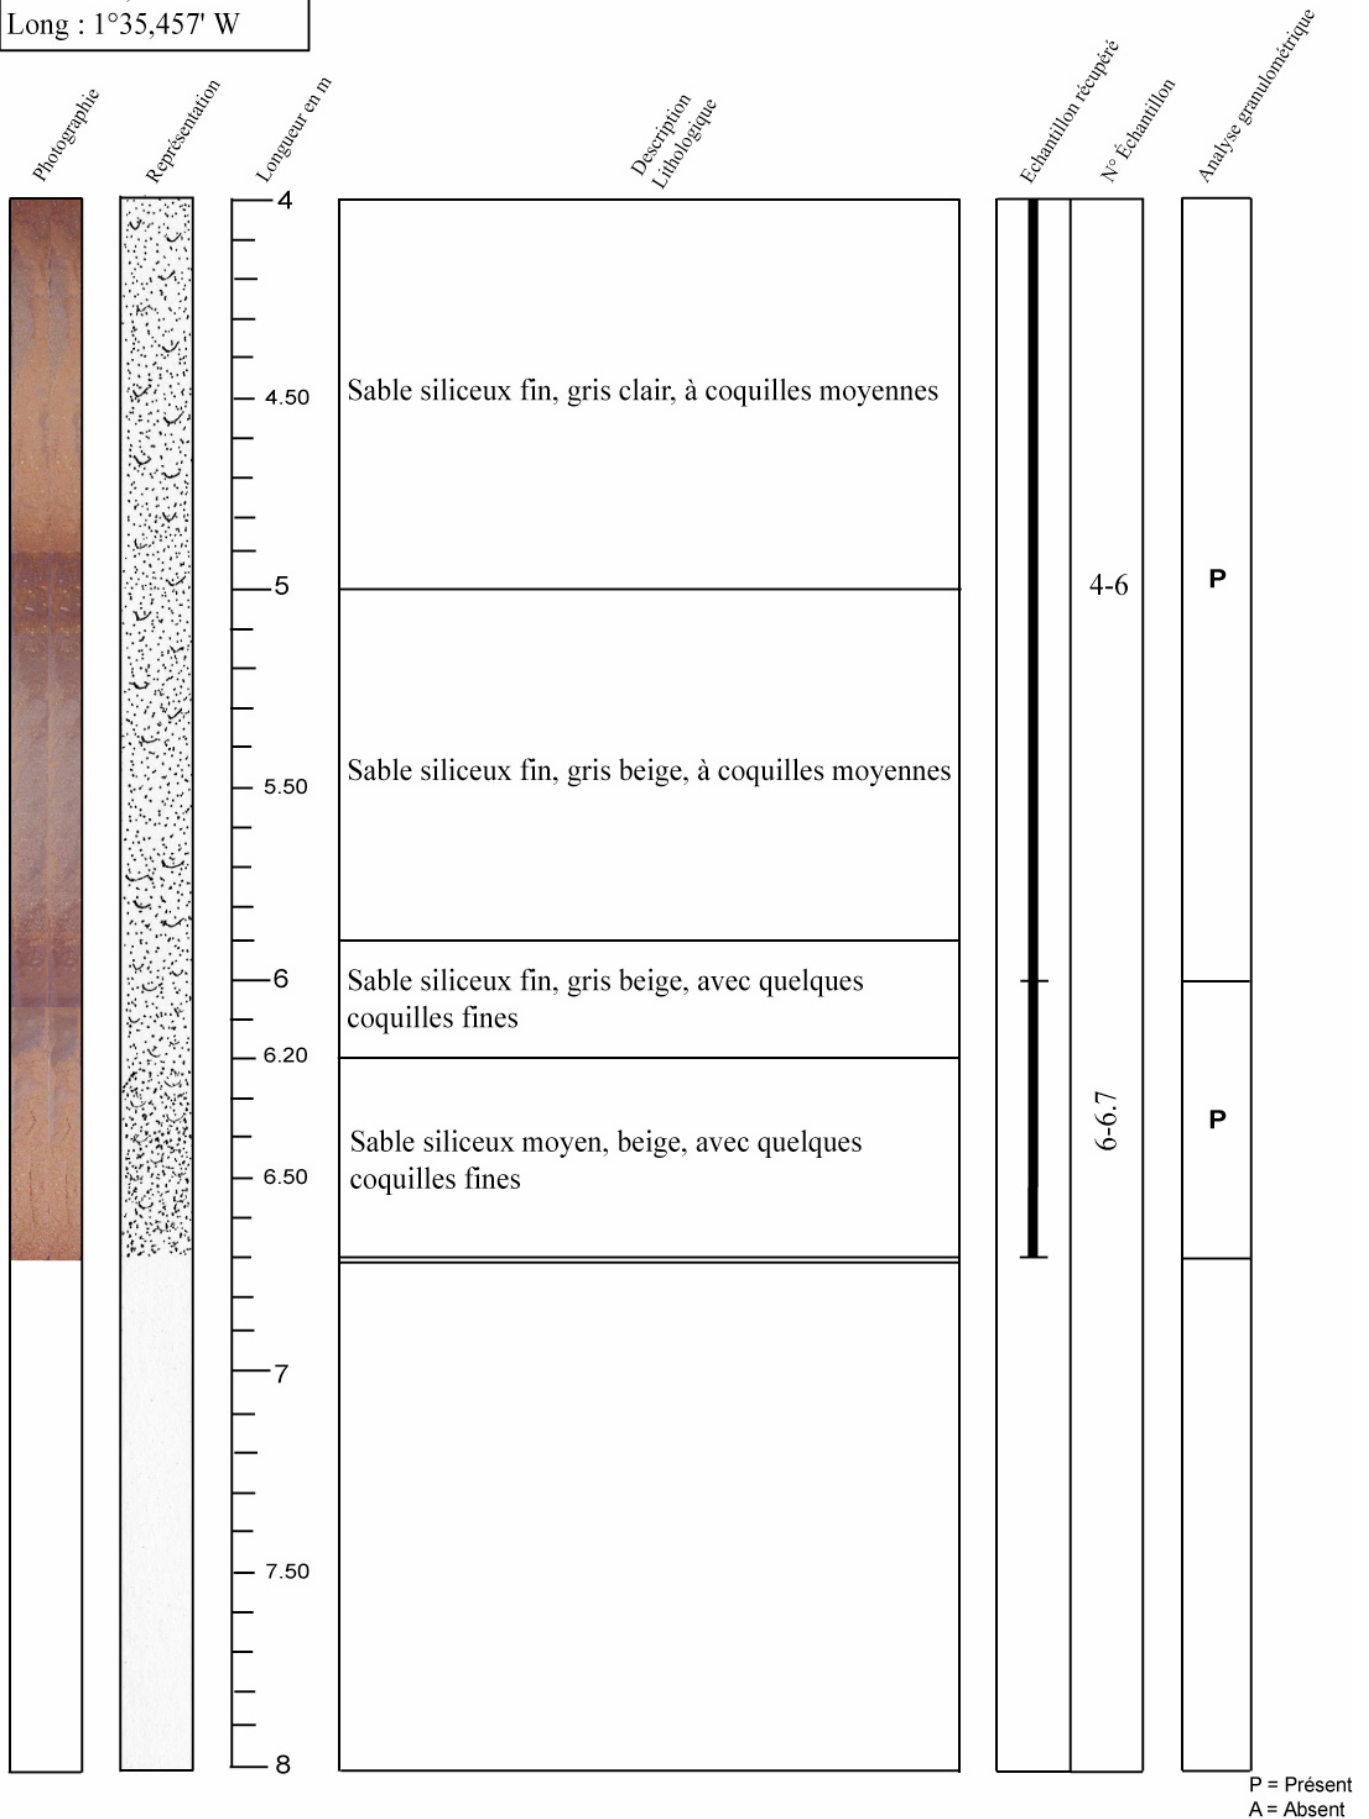 Long : 1°35,457' W
Photographie
Représentation
Longueur en m
Description
Lithologique
Echantillon récupéré
N° Échantillon
Analyse granulométrique
4
4.50
Sable siliceux fin, gris clair, à coquilles moyennes
5
4-6
P
Sable siliceux fin, gris beige, à coquilles moyennes
5.50
6
Sable siliceux fin, gris beige, avec quelques
coquilles fines
6.20
6-6.7
P
Sable siliceux moyen, beige, avec quelques
coquilles fines
6.50
7
7.50
8
P = Présent
A = Absent